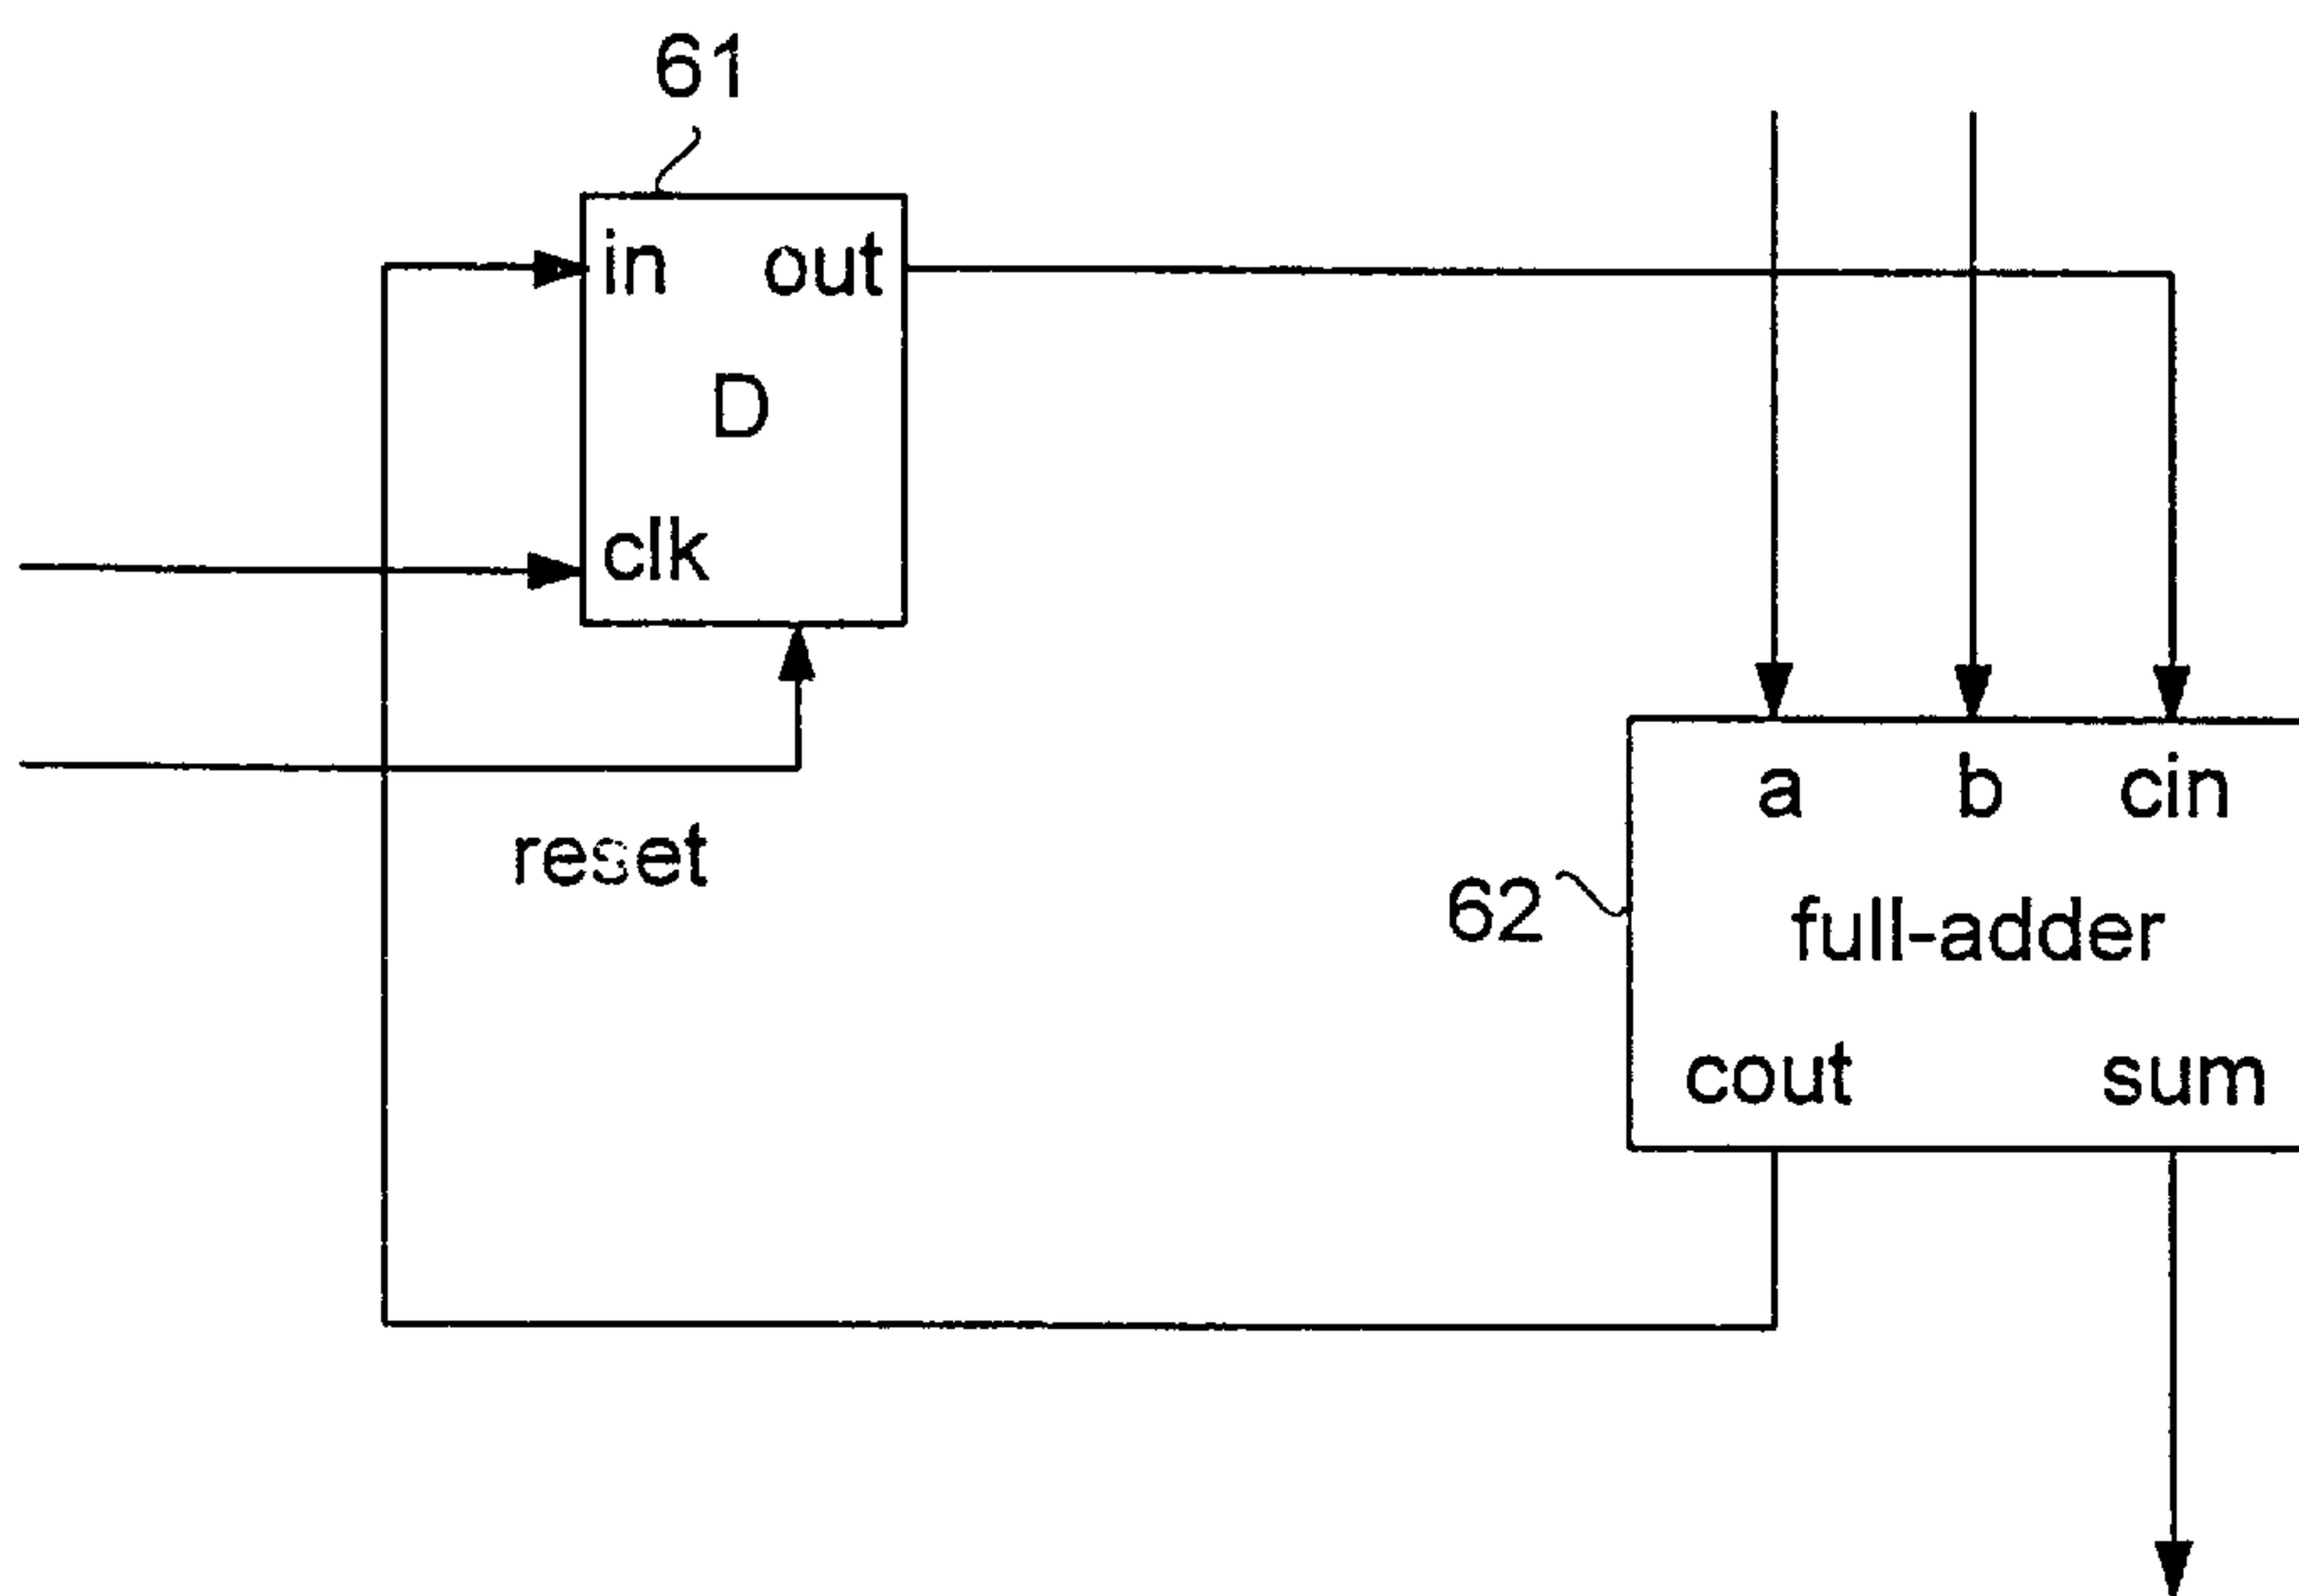 61
in out
D
clk
reset
a b cin
62
full-adder
cout sum